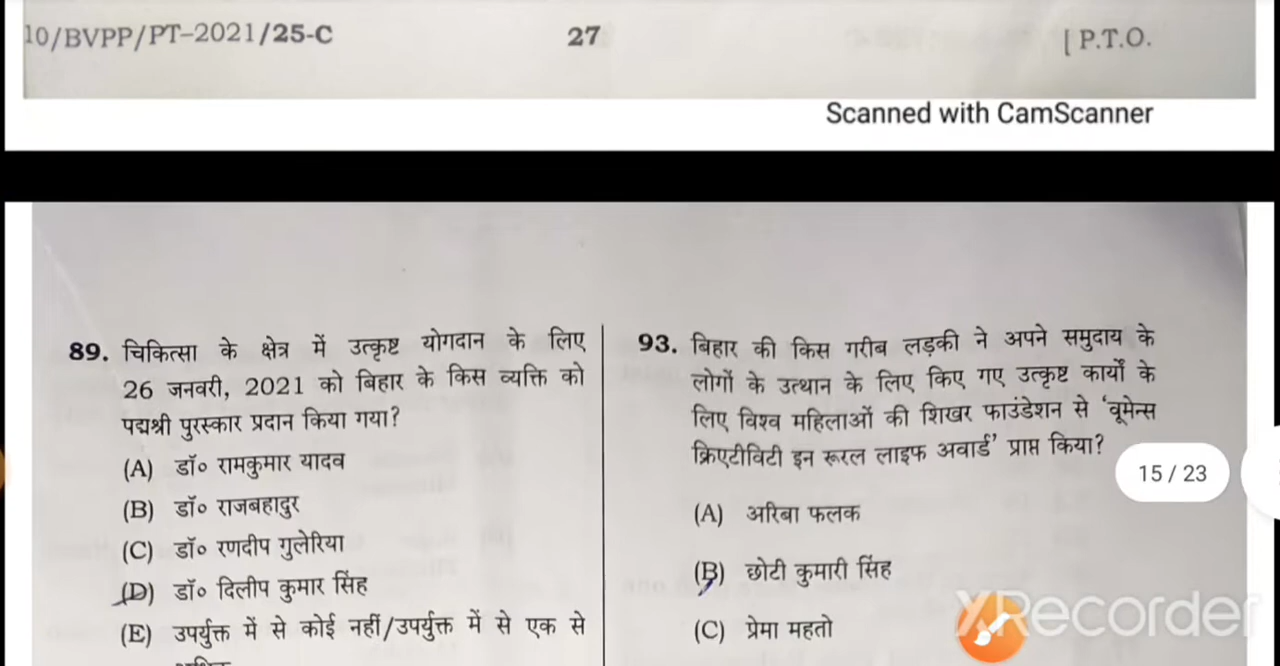 10/BVPP/PT-2021/25-C
27
[ P.T.O.
Scanned with CamScanner
89. चिकित्सा के क्षेत्र में उत्कृष्ट योगदान के लिए
26 जनवरी, 2021 को बिहार के किस व्यक्ति को
पद्मश्री पुरस्कार प्रदान किया गया?
(A) डॉ० रामकुमार यादव
(B) डॉ० राजबहादुर
(C) डॉ० रणदीप गुलेरिया
(D) डॉ० दिलीप कुमार सिंह
(E) उपर्युक्त में से कोई नहीं/उपर्युक्त में से एक से
93. बिहार की किस गरीब लड़की ने अपने समुदाय के
लोगों के उत्थान के लिए किए गए उत्कृष्ट कार्यों के
लिए विश्व महिलाओं की शिखर फाउंडेशन से ‘वूमेन्स
क्रिएटीविटी इन रूरल लाइफ अवार्ड’ प्राप्त किया?
(A) अरिबा फलक
(B) छोटी कुमारी सिंह
(C) प्रेमा महतो
15 / 23
XRecorder